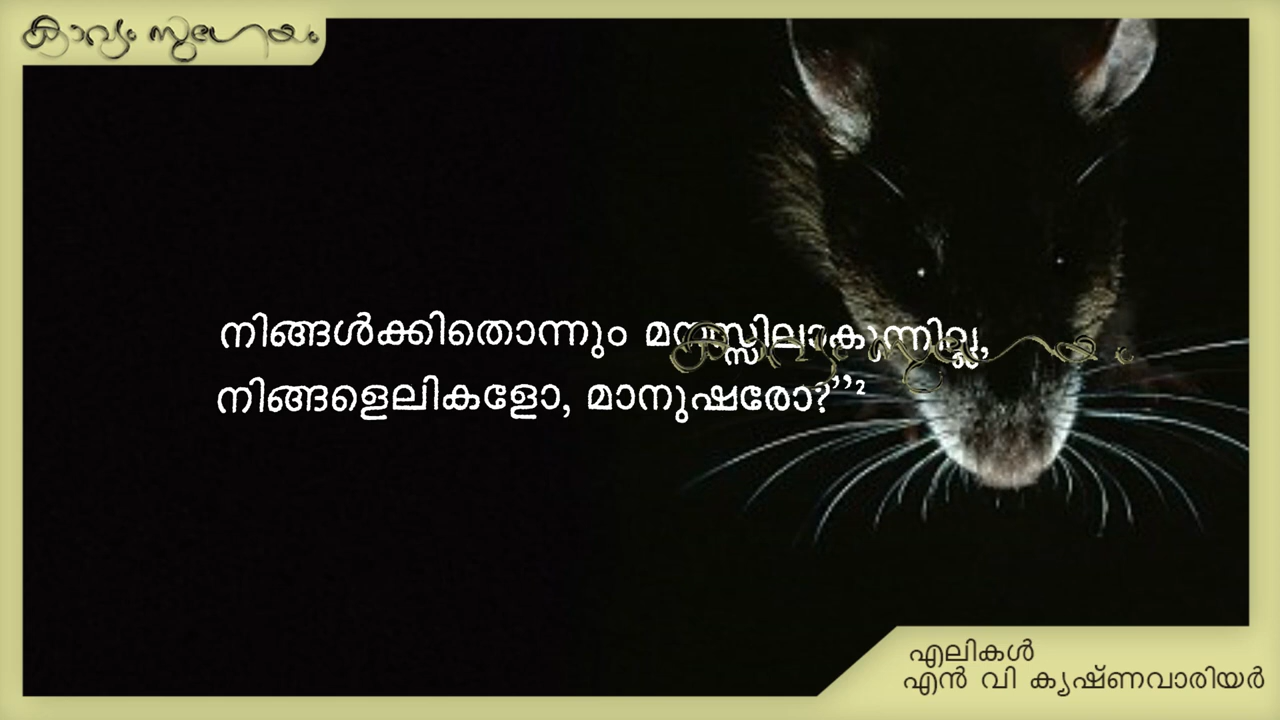 കാവ്യം സുഗേയം
നിങ്ങൾക്കിതൊന്നും മനസ്സിലാകുന്നില്ല,
നിങ്ങളെലികളോ, മാനുഷരോ?”²
കാവ്യം സുഗേയം
എലികൾ
എൻ വി കൃഷ്ണവാരിയർ